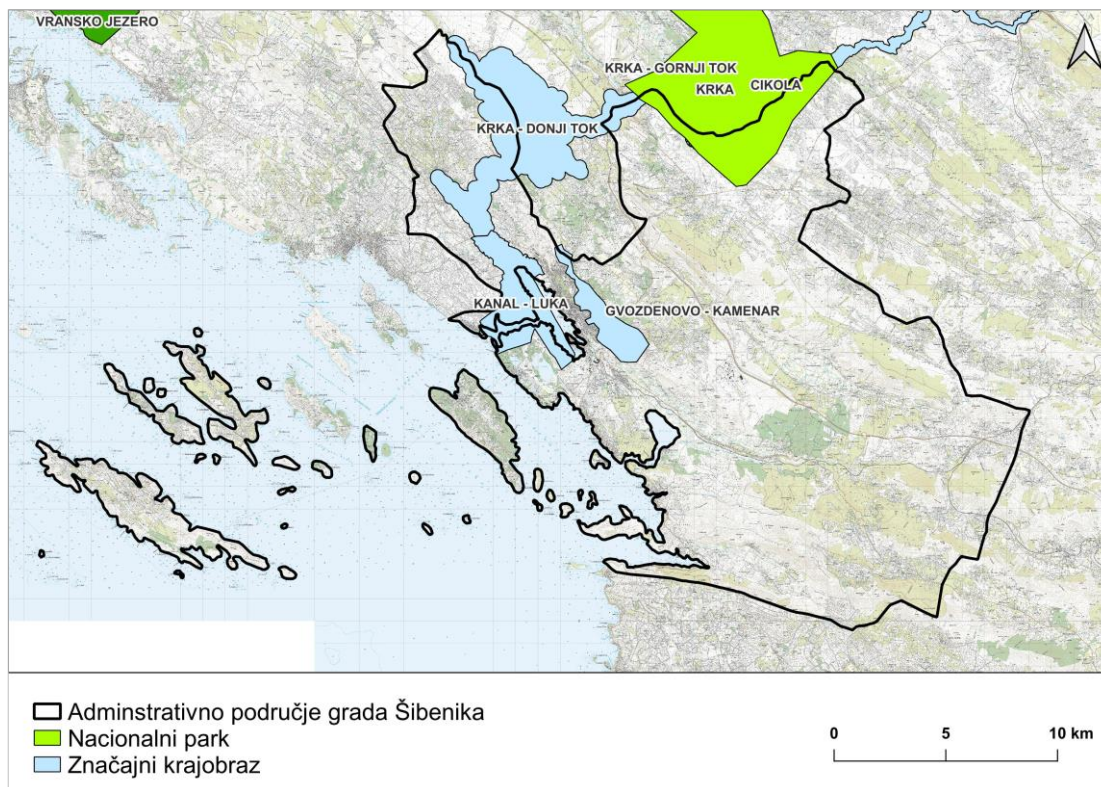 VRANSKO JEZERO
KRKA - GORNJI TOK
KRKA
CIKOLA
KRKA - DONJI TOK
KANAL - LUKA
GVOZDENOVO - KAMENAR
Adminstrativno područje grada Šibenika
Nacionalni park
Značajni krajobraz
0 5 10 km